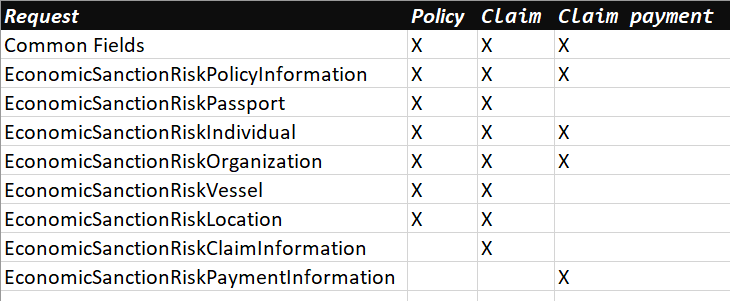 Request Policy Claim Claim payment
Common Fields X X X
EconomicSanctionRiskPolicyInformation X X X
EconomicSanctionRiskPassport X X
EconomicSanctionRiskIndividual X X X
EconomicSanctionRiskOrganization X X X
EconomicSanctionRiskVessel X X
EconomicSanctionRiskLocation X X
EconomicSanctionRiskClaimInformation X
EconomicSanctionRiskPaymentInformation X